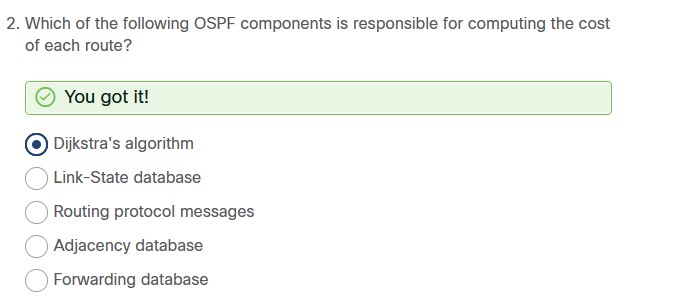 2. Which of the following OSPF components is responsible for computing the cost
of each route?
You got it!
Dijkstra's algorithm
Link-State database
Routing protocol messages
Adjacency database
Forwarding database